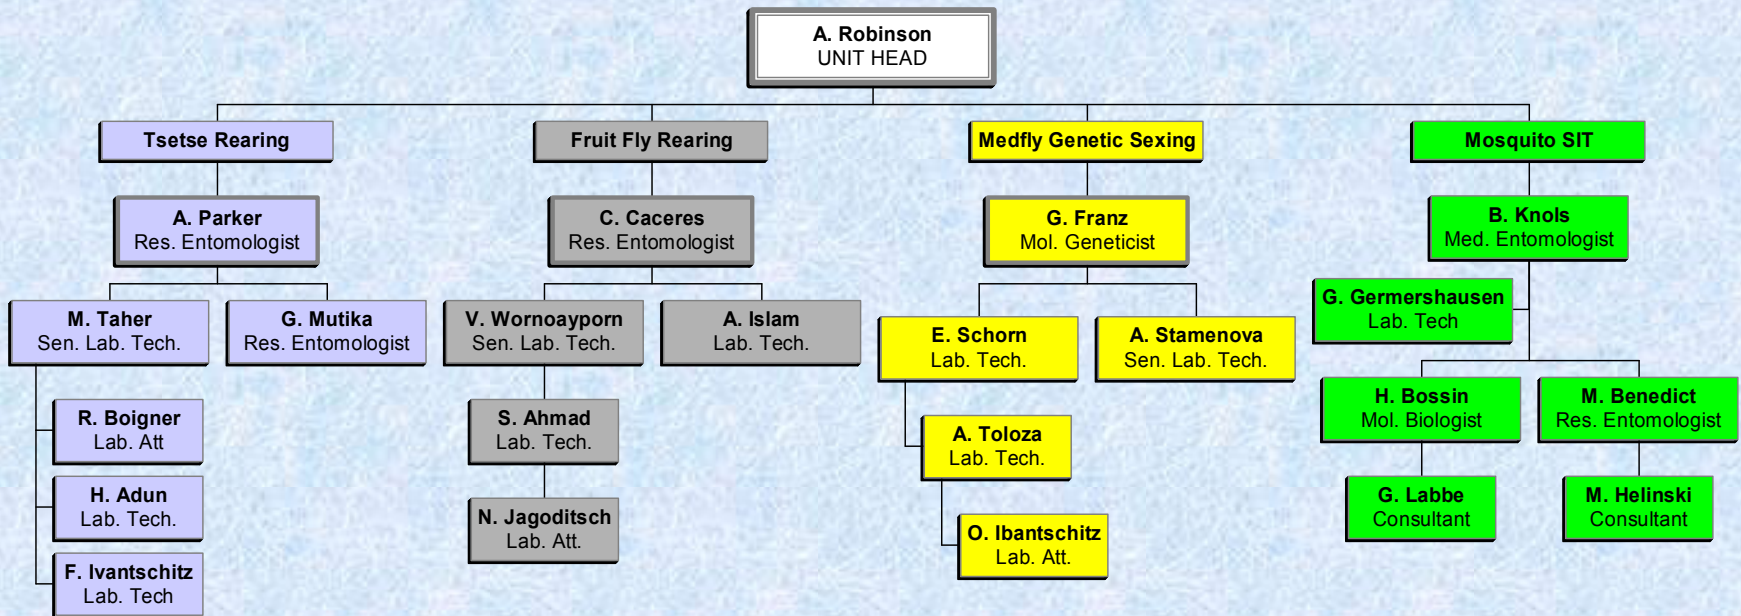 A. Robinson
UNIT HEAD
Tsetse Rearing
Fruit Fly Rearing
Medfly Genetic Sexing
Mosquito SIT
A. Parker
Res. Entomologist
C. Caceres
Res. Entomologist
G. Franz
Mol. Geneticist
B. Knols
Med. Entomologist
M. Taher
Sen. Lab. Tech.
G. Mutika
Res. Entomologist
V. Wornoayporn
Sen. Lab. Tech.
A. Islam
Lab. Tech.
E. Schorn
Lab. Tech.
A. Stamenova
Sen. Lab. Tech.
G. Germershausen
Lab. Tech
R. Boigner
Lab. Att
S. Ahmad
Lab. Tech.
A. Toloza
Lab. Tech.
H. Bossin
Mol. Biologist
M. Benedict
Res. Entomologist
H. Adun
Lab. Tech.
N. Jagoditsch
Lab. Att.
O. Ibantschitz
Lab. Att.
G. Labbe
Consultant
M. Helinski
Consultant
F. Ivantschitz
Lab. Tech